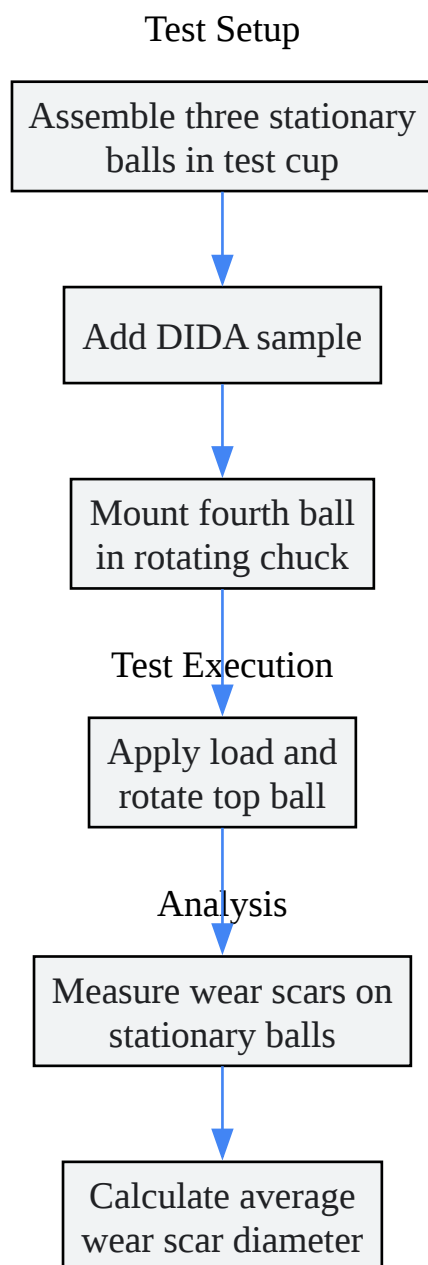 Test Setup
Assemble three stationary
balls in test cup
Add DIDA sample
Mount fourth ball
in rotating chuck
Test Execution
Apply load and
rotate top ball
Analysis
Measure wear scars on
stationary balls
Calculate average
wear scar diameter